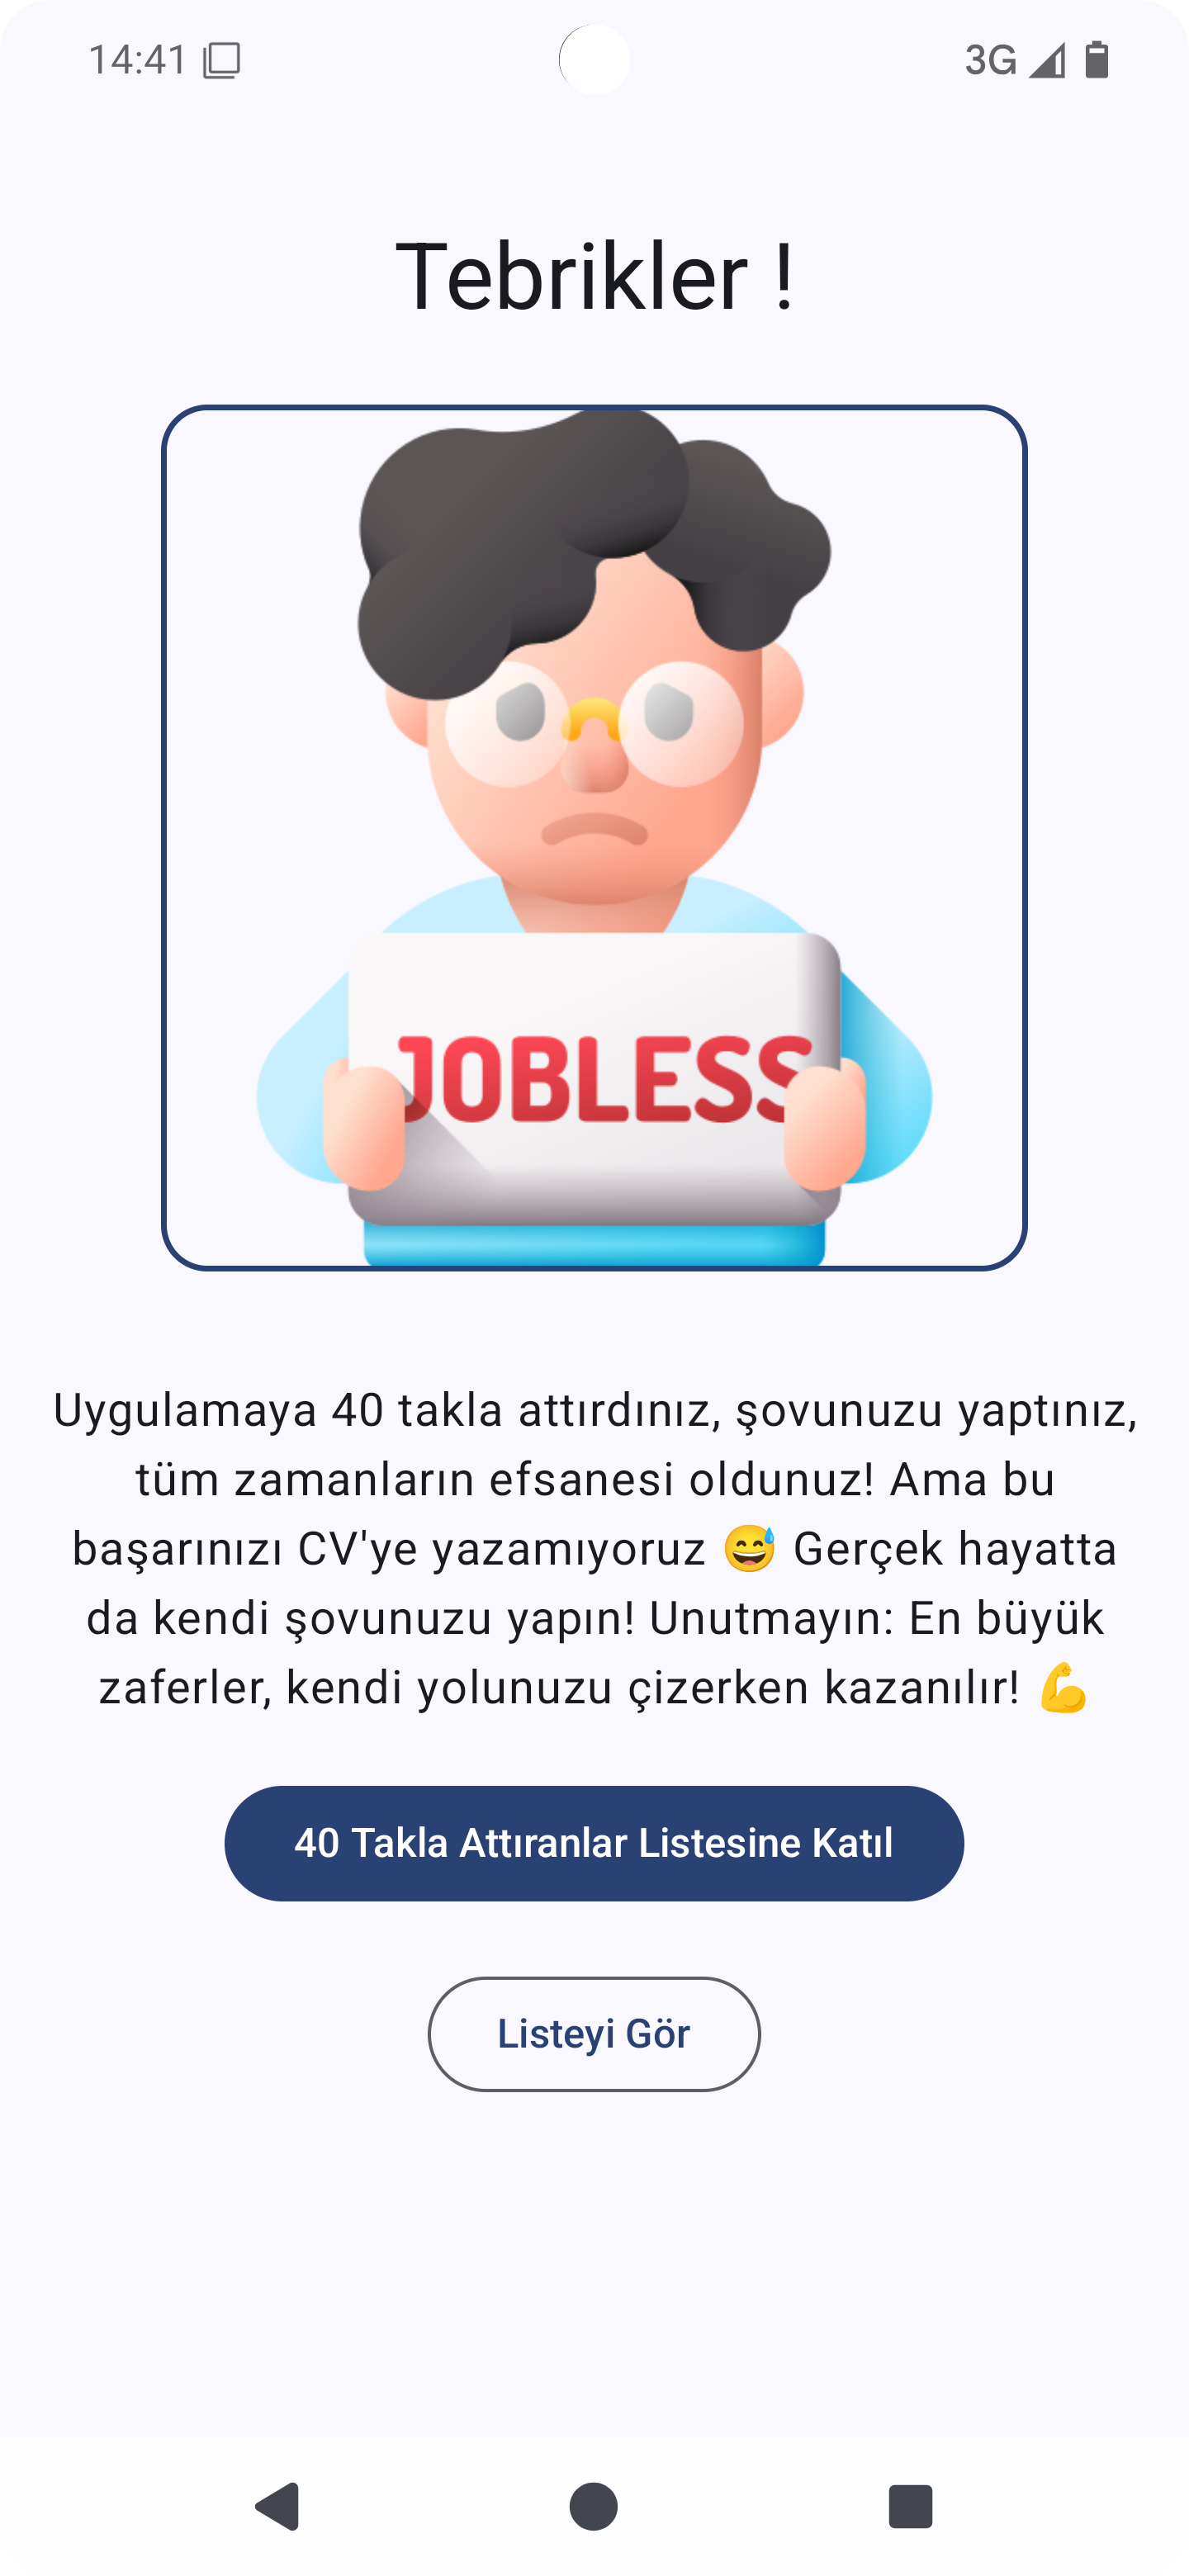 14:41
3G
Tebrikler !
JOBLESS
Uygulamaya 40 takla attırdınız, şovunuzu yaptınız,
tüm zamanların efsanesi oldunuz! Ama bu
başarınızı CV'ye yazamıyoruz 😅 Gerçek hayatta
da kendi şovunuzu yapın! Unutmayın: En büyük
zaferler, kendi yolunuzu çizerken kazanılır! 💪
40 Takla Attıranlar Listesine Katıl
Listeyi Gör